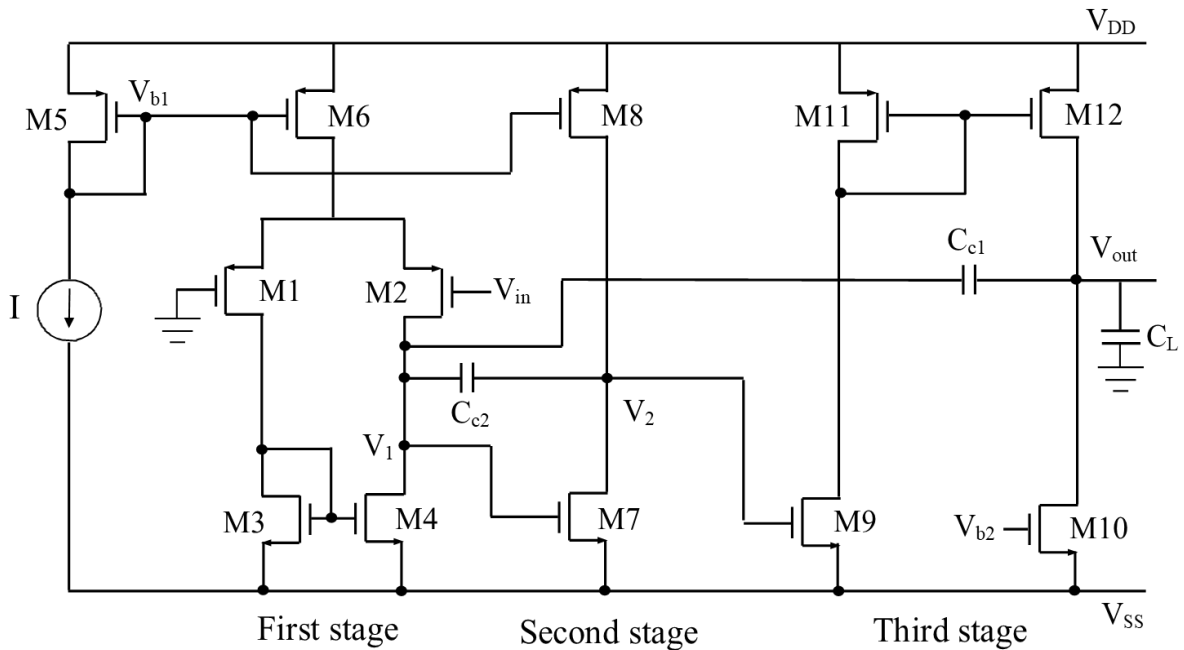 V_DD
V_b1
M5
M6
M8
M11
M12
C_c1
V_out
M1
M2
V_in
I
C_L
C_c2
V_2
V_1
M3
M4
M7
M9
V_b2
M10
First stage
Second stage
Third stage
V_SS